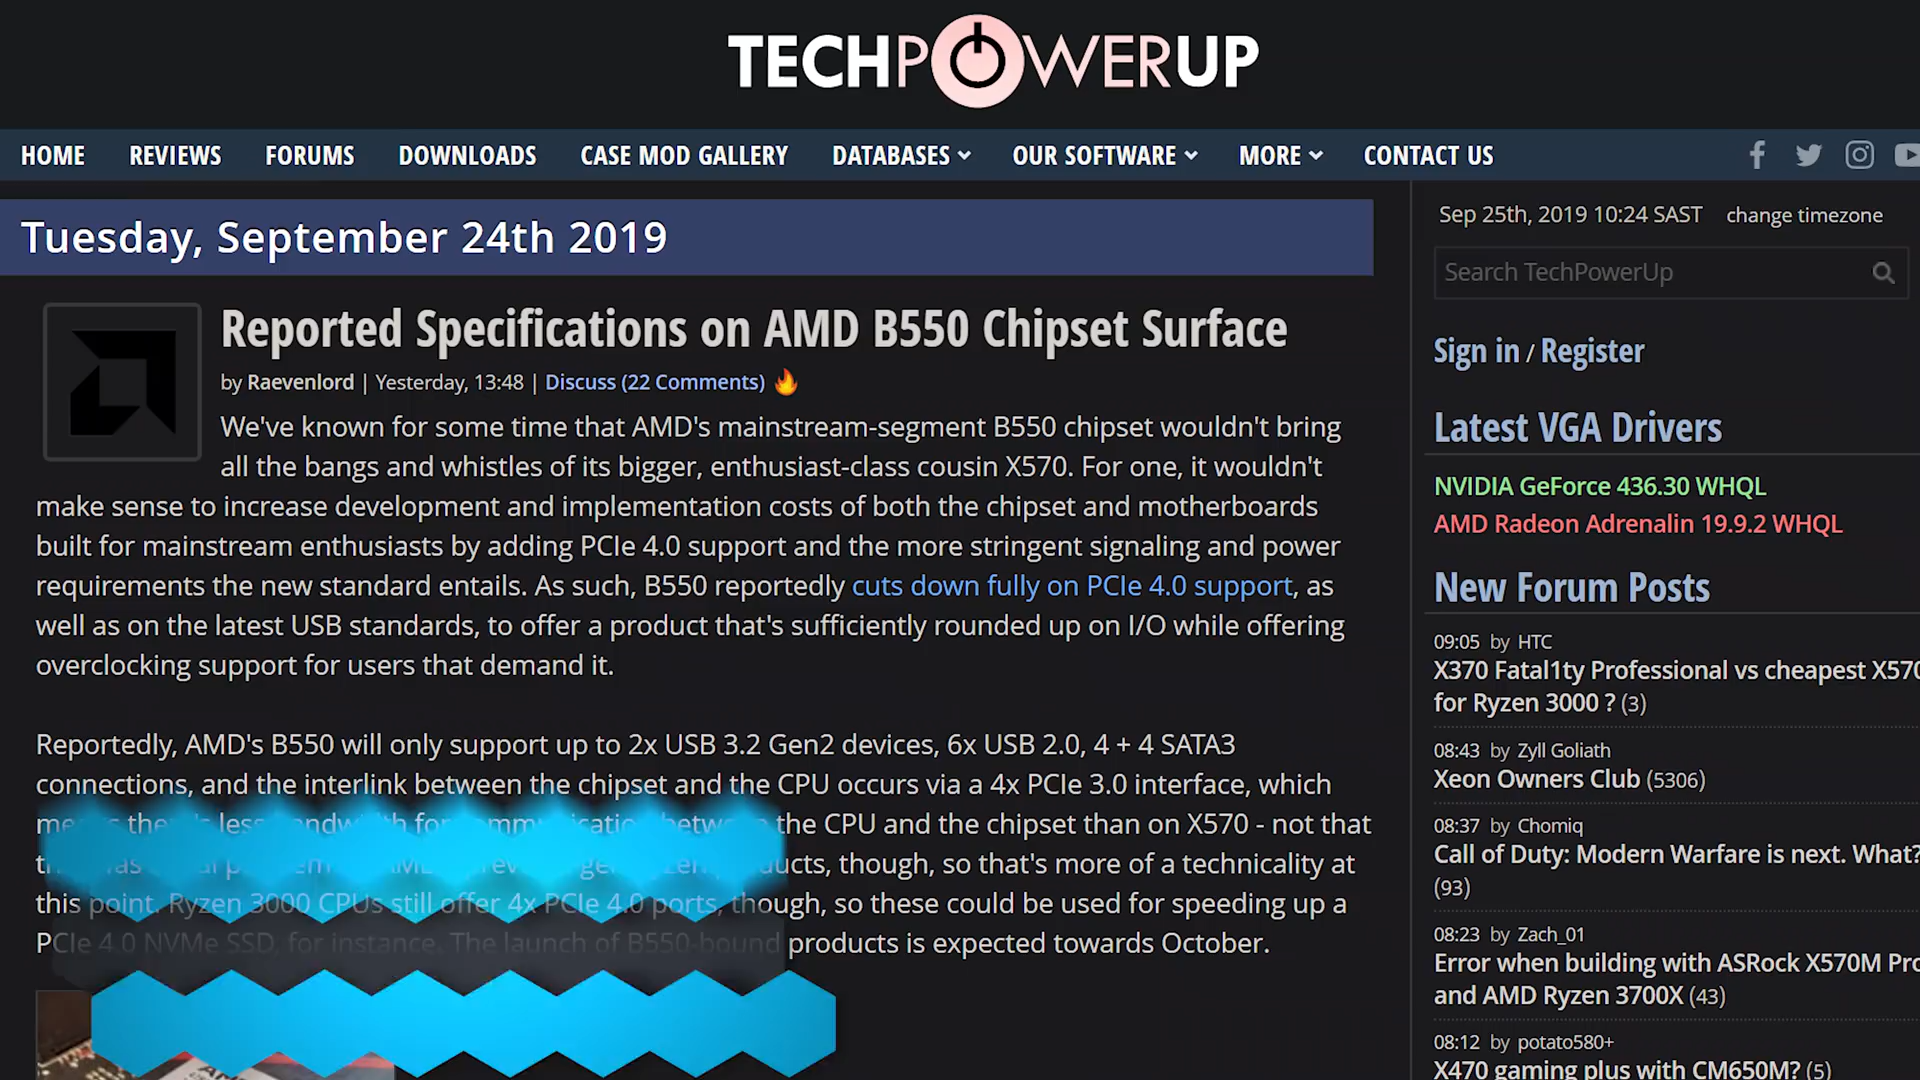 TECHPOWERUP
HOME REVIEWS FORUMS DOWNLOADS CASE MOD GALLERY DATABASES OUR SOFTWARE MORE CONTACT US
Tuesday, September 24th 2019
Reported Specifications on AMD B550 Chipset Surface
by Raevenlord | Yesterday, 13:48 | Discuss (22 Comments)
We've known for some time that AMD's mainstream-segment B550 chipset wouldn't bring
all the bangs and whistles of its bigger, enthusiast-class cousin X570. For one, it wouldn't
make sense to increase development and implementation costs of both the chipset and motherboards
built for mainstream enthusiasts by adding PCIe 4.0 support and the more stringent signaling and power
requirements the new standard entails. As such, B550 reportedly cuts down fully on PCIe 4.0 support, as
well as on the latest USB standards, to offer a product that's sufficiently rounded up on I/O while offering
overclocking support for users that demand it.
Reportedly, AMD's B550 will only support up to 2x USB 3.2 Gen2 devices, 6x USB 2.0, 4 + 4 SATA3
connections, and the interlink between the chipset and the CPU occurs via a 4x PCIe 3.0 interface, which
the CPU and the chipset than on X570 - not that
though, so that's more of a technicality at
this point. Ryzen 3000 CPUs still offer 4x PCIe 4.0 ports, though, so these could be used for speeding up a
PCIe 4.0 NVMe SSD, for instance. The launch of B550-bound products is expected towards October.
Sep 25th, 2019 10:24 SAST change timezone
Search TechPowerUp
Sign in / Register
Latest VGA Drivers
NVIDIA GeForce 436.30 WHQL
AMD Radeon Adrenalin 19.9.2 WHQL
New Forum Posts
09:05 by HTC
X370 Fatal1ty Professional vs cheapest X570
for Ryzen 3000 ? (3)
08:43 by Zyll Goliath
Xeon Owners Club (5306)
08:37 by Chomiq
Call of Duty: Modern Warfare is next. What?
(93)
08:23 by Zach_01
Error when building with ASRock X570M Pro
and AMD Ryzen 3700X (43)
08:12 by potato580+
X470 gaming plus with CM650M? (5)